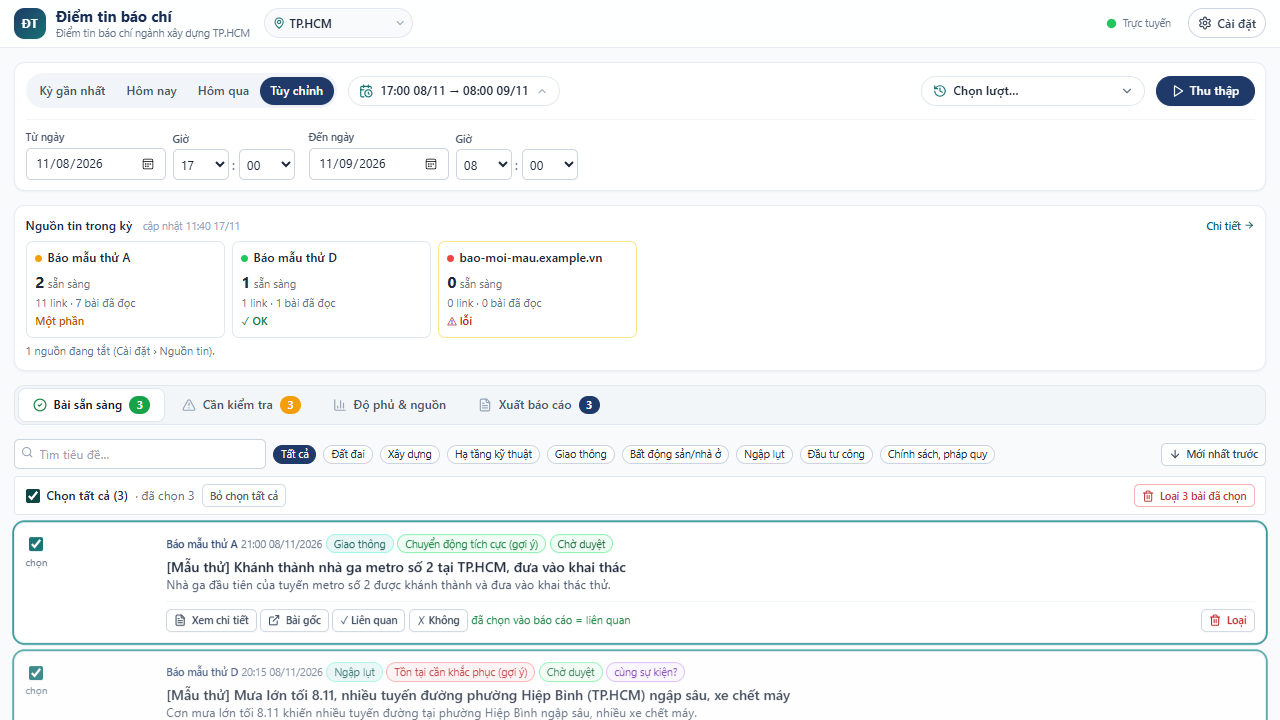 ĐT
Điểm tin báo chí
Điểm tin báo chí ngành xây dựng TP.HCM
TP.HCM
Trực tuyến
Cài đặt
Kỳ gần nhất
Hôm nay
Hôm qua
Tùy chỉnh
17:00 08/11 → 08:00 09/11
Chọn lượt...
Thu thập
Từ ngày
Giờ
Đến ngày
Giờ
11/08/2026
17 : 00
11/09/2026
08 : 00
Nguồn tin trong kỳ cập nhật 11:40 17/11
Chi tiết →
Báo mẫu thử A
2 sẵn sàng
11 link · 7 bài đã đọc
Một phần
Báo mẫu thử D
1 sẵn sàng
1 link · 1 bài đã đọc
✓ OK
bao-moi-mau.example.vn
0 sẵn sàng
0 link · 0 bài đã đọc
⚠ lỗi
1 nguồn đang tắt (Cài đặt › Nguồn tin).
Bài sẵn sàng 3
Cần kiểm tra 3
Độ phủ & nguồn
Xuất báo cáo 3
Tìm tiêu đề...
Tất cả
Đất đai
Xây dựng
Hạ tầng kỹ thuật
Giao thông
Bất động sản/nhà ở
Ngập lụt
Đầu tư công
Chính sách, pháp quy
↓ Mới nhất trước
Chọn tất cả (3) · đã chọn 3
Bỏ chọn tất cả
Loại 3 bài đã chọn
chọn
Báo mẫu thử A 21:00 08/11/2026 Giao thông Chuyển động tích cực (gợi ý) Chờ duyệt
[Mẫu thử] Khánh thành nhà ga metro số 2 tại TP.HCM, đưa vào khai thác
Nhà ga đầu tiên của tuyến metro số 2 được khánh thành và đưa vào khai thác thử.
Xem chi tiết
Bài gốc
✓ Liên quan
✗ Không
đã chọn vào báo cáo = liên quan
Loại
chọn
Báo mẫu thử D 20:15 08/11/2026 Ngập lụt Tồn tại cần khắc phục (gợi ý) Chờ duyệt cùng sự kiện?
[Mẫu thử] Mưa lớn tối 8.11, nhiều tuyến đường phường Hiệp Bình (TP.HCM) ngập sâu, xe chết máy
Cơn mưa lớn tối 8.11 khiến nhiều tuyến đường tại phường Hiệp Bình ngập sâu, nhiều xe chết máy.